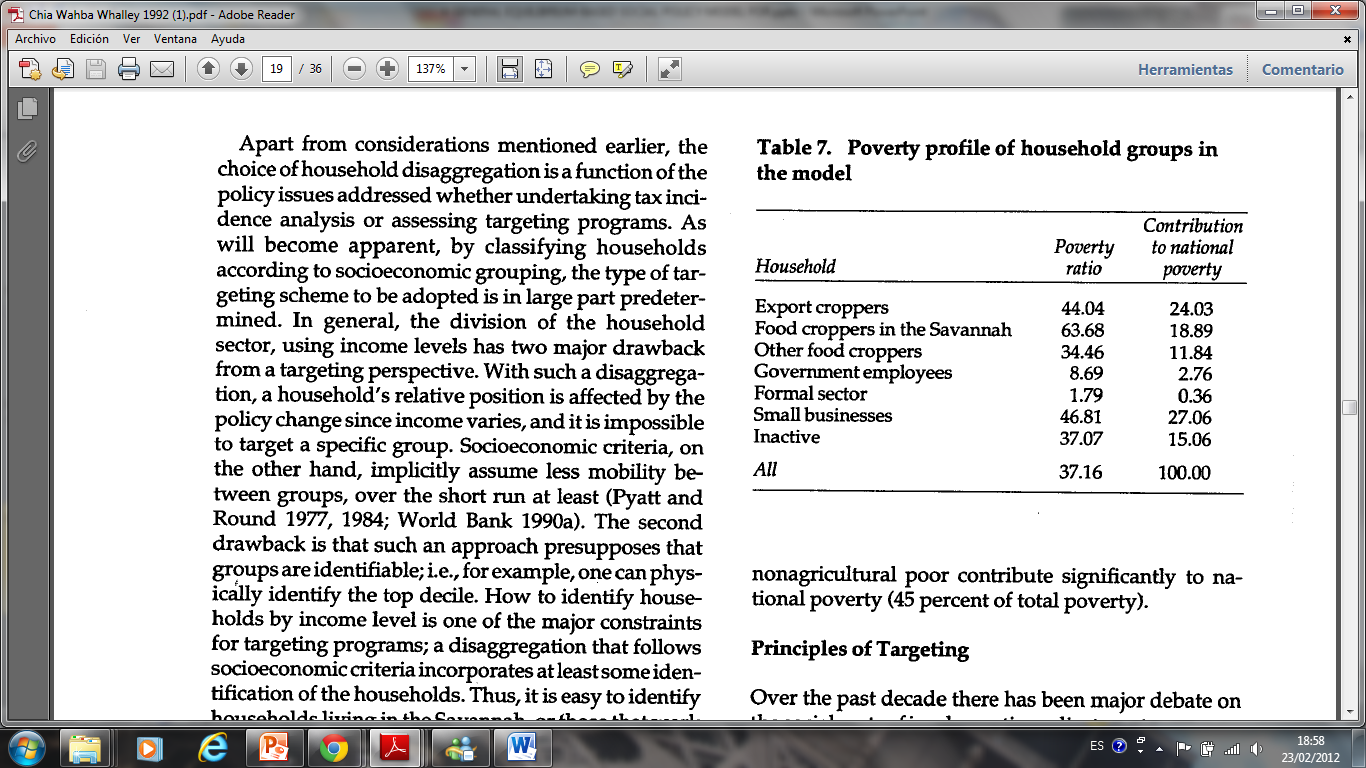 Chia Wahba Whalley 1992 (1).pdf - Adobe Reader
Archivo Edición Ver Ventana Ayuda
19 / 36 137% Herramientas Comentario
Apart from considerations mentioned earlier, the
choice of household disaggregation is a function of the
policy issues addressed whether undertaking tax inci-
dence analysis or assessing targeting programs. As
will become apparent, by classifying households
according to socioeconomic grouping, the type of tar-
geting scheme to be adopted is in large part predeter-
mined. In general, the division of the household
sector, using income levels has two major drawback
from a targeting perspective. With such a disaggrega-
tion, a household's relative position is affected by the
policy change since income varies, and it is impossible
to target a specific group. Socioeconomic criteria, on
the other hand, implicitly assume less mobility be-
tween groups, over the short run at least (Pyatt and
Round 1977, 1984; World Bank 1990a). The second
drawback is that such an approach presupposes that
groups are identifiable; i.e., for example, one can phys-
ically identify the top decile. How to identify house-
holds by income level is one of the major constraints
for targeting programs; a disaggregation that follows
socioeconomic criteria incorporates at least some iden-
tification of the households. Thus, it is easy to identify
households living in the Savannah, or those that work
Table 7. Poverty profile of household groups in
the model
Contribution
Poverty to national
Household ratio poverty
Export croppers 44.04 24.03
Food croppers in the Savannah 63.68 18.89
Other food croppers 34.46 11.84
Government employees 8.69 2.76
Formal sector 1.79 0.36
Small businesses 46.81 27.06
Inactive 37.07 15.06
All 37.16 100.00
nonagricultural poor contribute significantly to na-
tional poverty (45 percent of total poverty).
Principles of Targeting
Over the past decade there has been major debate on
ES 18:58
23/02/2012